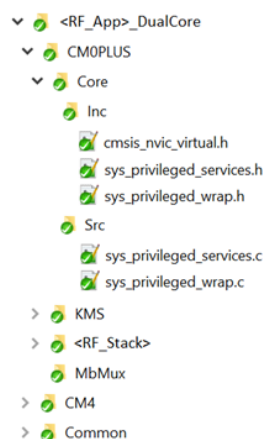 <RF_App>_DualCore
CM0PLUS
Core
Inc
cmsis_nvic_virtual.h
sys_privileged_services.h
sys_privileged_wrap.h
Src
sys_privileged_services.c
sys_privileged_wrap.c
KMS
<RF_Stack>
MbMux
CM4
Common